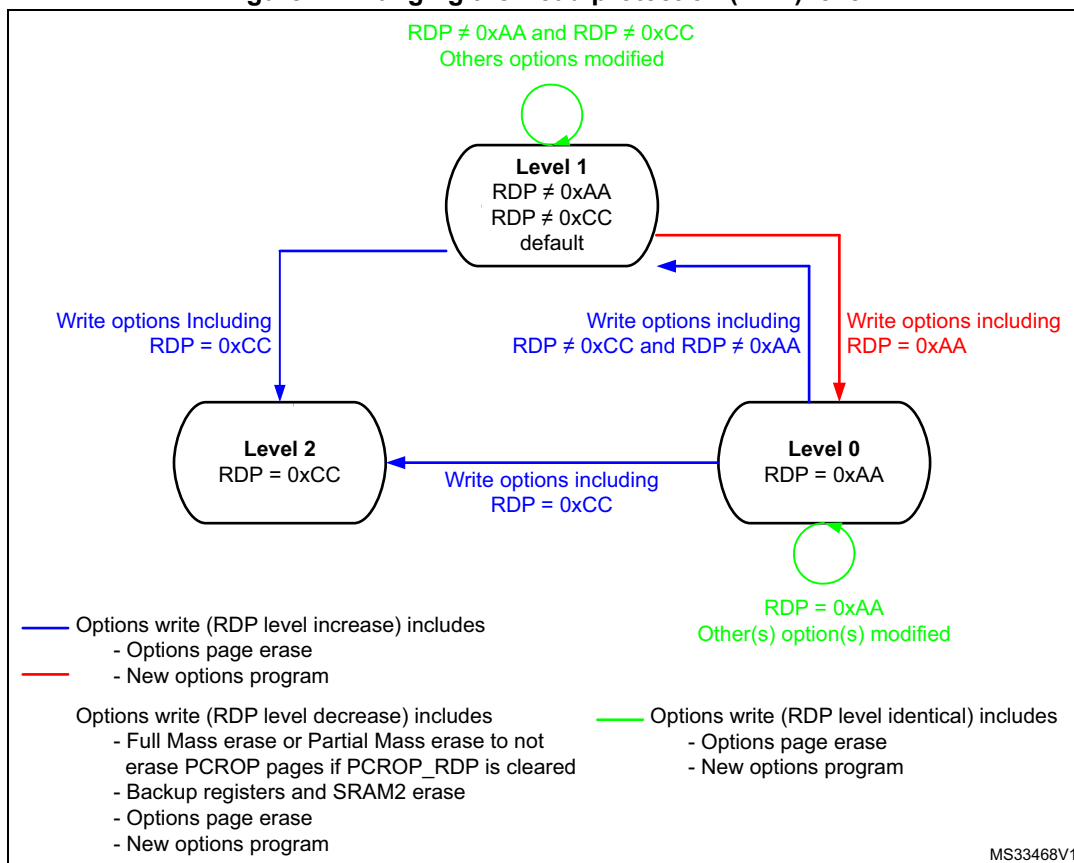 RDP ≠ 0xAA and RDP ≠ 0xCC
Others options modified
Level 1
RDP ≠ 0xAA
RDP ≠ 0xCC
default
Write options Including
RDP = 0xCC
Write options including
RDP ≠ 0xCC and RDP ≠ 0xAA
Write options including
RDP = 0xAA
Level 2
RDP = 0xCC
Level 0
RDP = 0xAA
Write options including
RDP = 0xCC
RDP = 0xAA
Other(s) option(s) modified
Options write (RDP level increase) includes
- Options page erase
- New options program
Options write (RDP level decrease) includes
- Full Mass erase or Partial Mass erase to not
erase PCROP pages if PCROP_RDP is cleared
- Backup registers and SRAM2 erase
- Options page erase
- New options program
Options write (RDP level identical) includes
- Options page erase
- New options program
MS33468V1